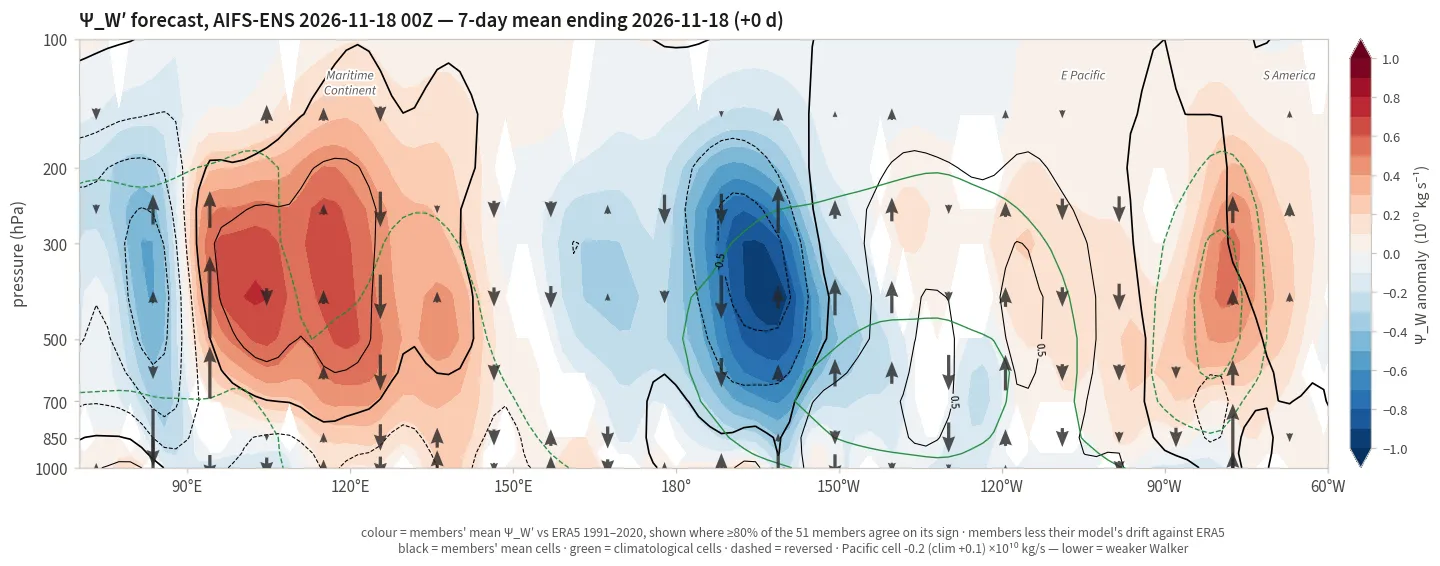 Ψ_W′ forecast, AIFS-ENS 2026-11-18 00Z — 7-day mean ending 2026-11-18 (+0 d)
100
200
300
400
500
700
850
1000
pressure (hPa)
Maritime
Continent
E Pacific
S America
-0.5
0.5
0.5
90°E
120°E
150°E
180°
150°W
120°W
90°W
60°W
1.0
0.8
0.6
0.4
0.2
0.0
−0.2
−0.4
−0.6
−0.8
−1.0
Ψ_W anomaly (10¹⁰ kg s⁻¹)
colour = members' mean Ψ_W′ vs ERA5 1991–2020, shown where ≥80% of the 51 members agree on its sign · members less their model's drift against ERA5
black = members' mean cells · green = climatological cells · dashed = reversed · Pacific cell -0.2 (clim +0.1) ×10¹⁰ kg/s — lower = weaker Walker